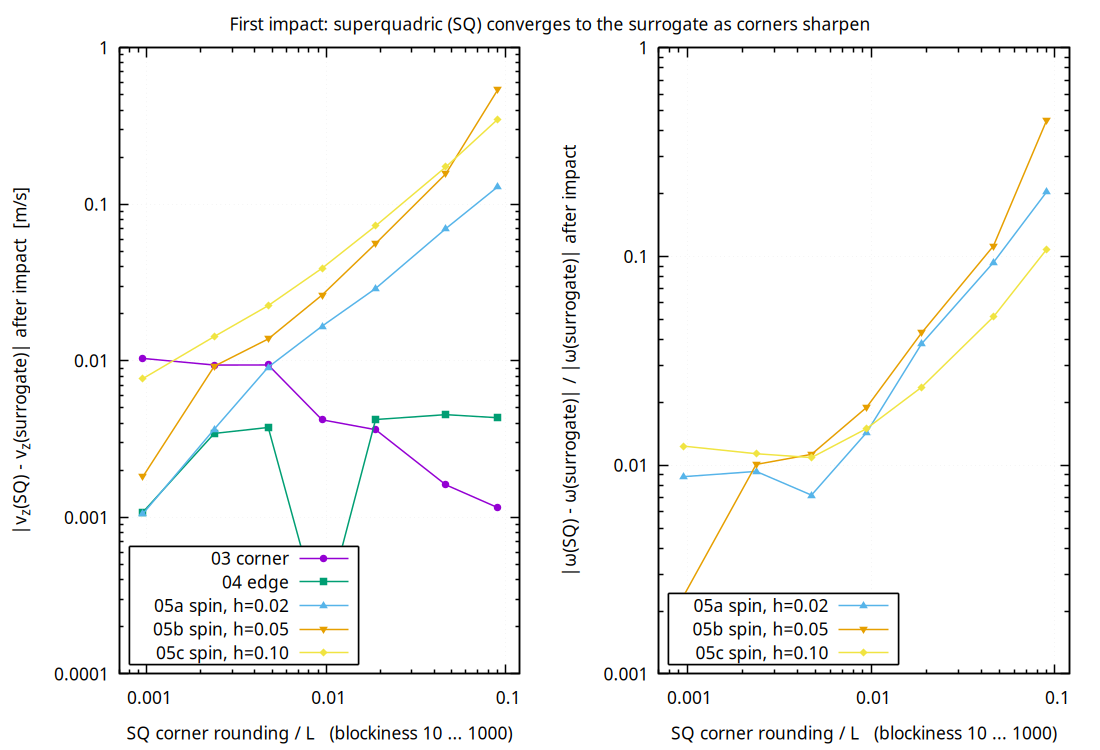 First impact: superquadric (SQ) converges to the surrogate as corners sharpen
|v_z(SQ) - v_z(surrogate)| after impact [m/s]
1
0.1
0.01
0.001
0.0001
03 corner
04 edge
05a spin, h=0.02
05b spin, h=0.05
05c spin, h=0.10
0.001 0.01 0.1
SQ corner rounding / L (blockiness 10 ... 1000)
|ω(SQ) - ω(surrogate)| / |ω(surrogate)| after impact
1
0.1
0.01
0.001
05a spin, h=0.02
05b spin, h=0.05
05c spin, h=0.10
0.001 0.01 0.1
SQ corner rounding / L (blockiness 10 ... 1000)